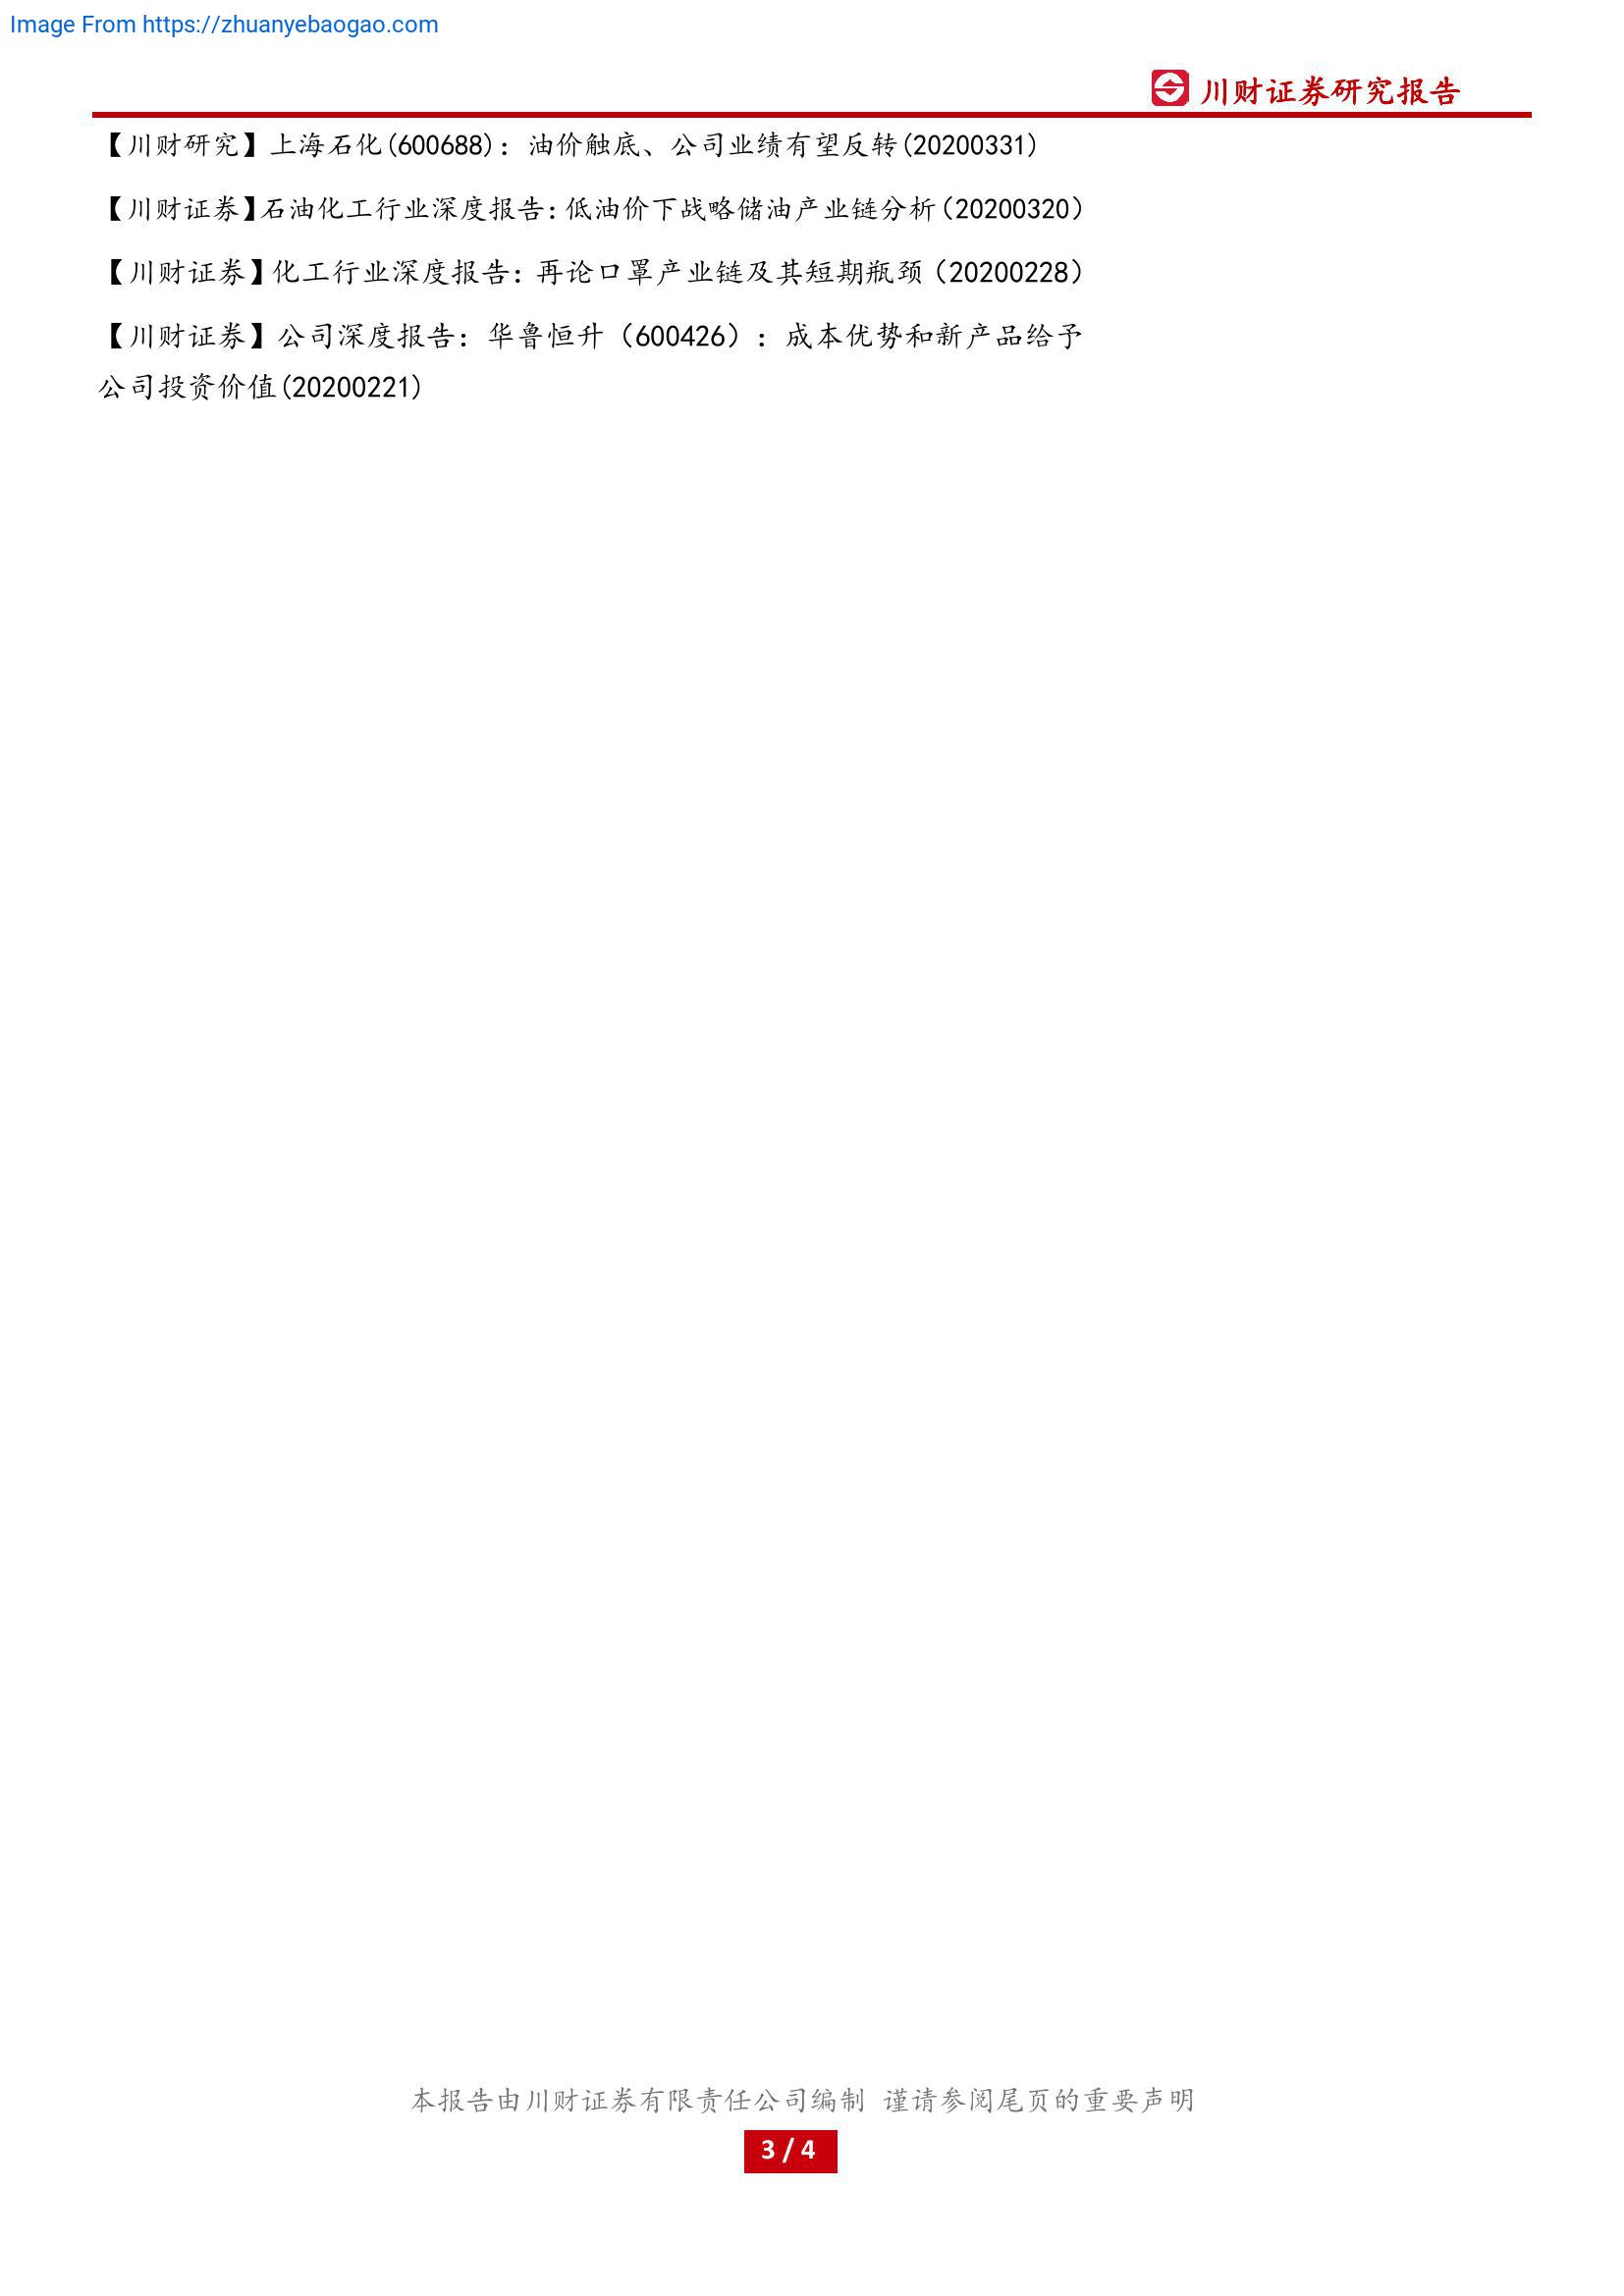 Image From https://zhuanyebaogao.com
川财证券研究报告
【川财研究】上海石化(600688)：油价触底、公司业绩有望反转(20200331)
【川财证券】石油化工行业深度报告：低油价下战略储油产业链分析（20200320）
【川财证券】化工行业深度报告：再论口罩产业链及其短期瓶颈（20200228）
【川财证券】公司深度报告：华鲁恒升（600426）：成本优势和新产品给予
公司投资价值(20200221)
本报告由川财证券有限责任公司编制 谨请参阅尾页的重要声明
3 / 4